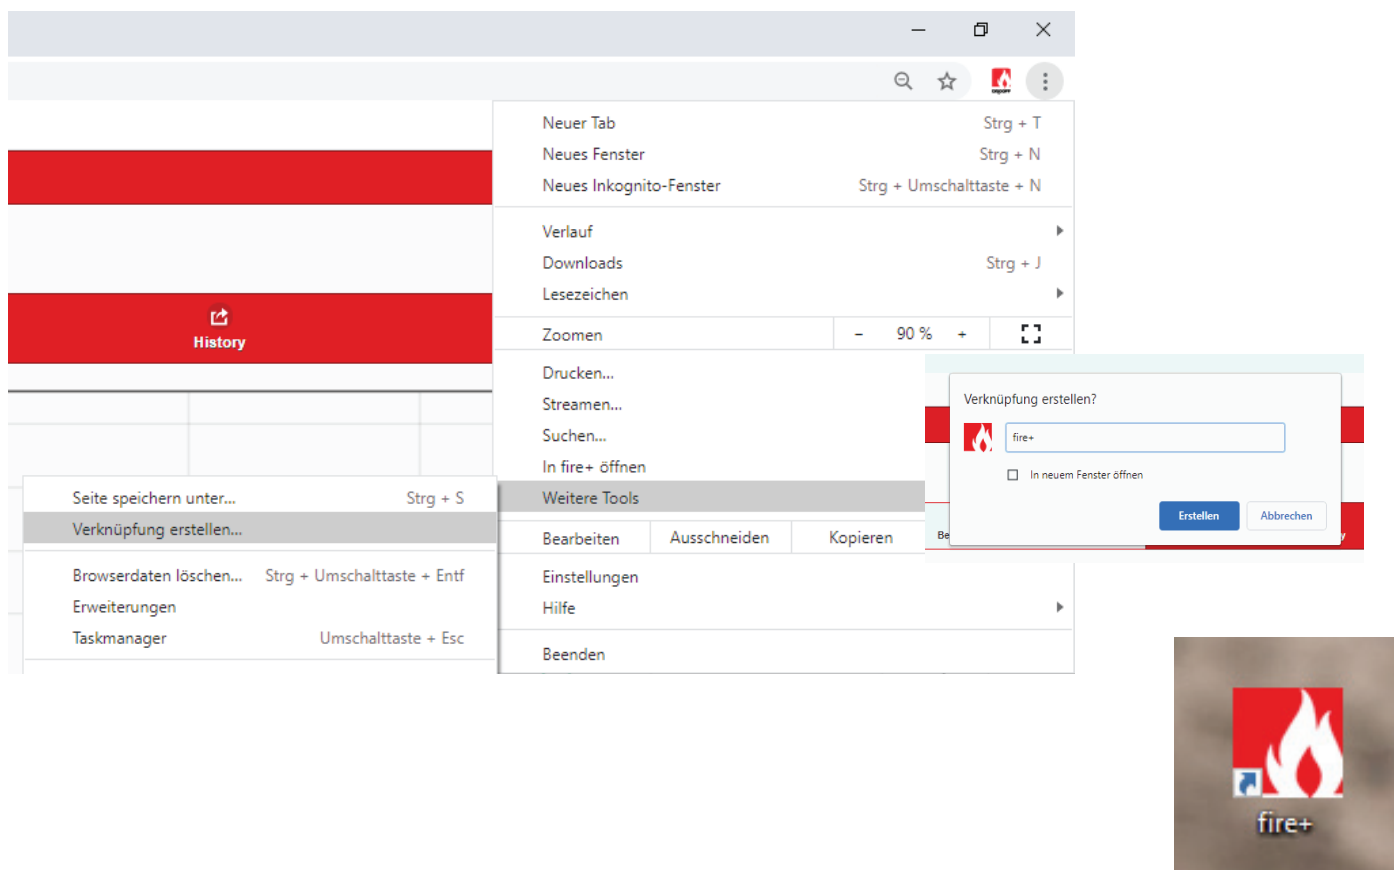 Neuer Tab Strg + T
Neues Fenster Strg + N
Neues Inkognito-Fenster Strg + Umschalttaste + N
Verlauf
Downloads Strg + J
Lesezeichen
Zoomen - 90 % +
Drucken...
Streamen...
Suchen...
In fire+ öffnen
Weitere Tools
Bearbeiten Ausschneiden Kopieren
Einstellungen
Hilfe
Beenden
History
Seite speichern unter... Strg + S
Verknüpfung erstellen...
Browserdaten löschen... Strg + Umschalttaste + Entf
Erweiterungen
Taskmanager Umschalttaste + Esc
Verknüpfung erstellen?
fire+
In neuem Fenster öffnen
Erstellen Abbrechen
Be
y
fire+